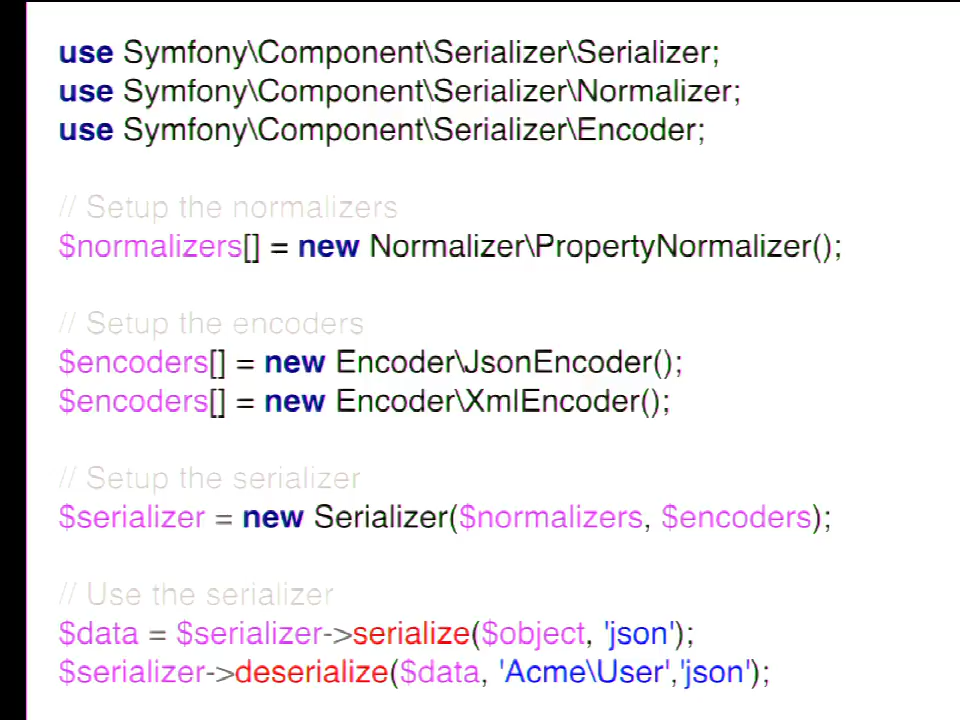 use Symfony\Component\Serializer\Serializer;
use Symfony\Component\Serializer\Normalizer;
use Symfony\Component\Serializer\Encoder;
// Setup the normalizers
$normalizers[] = new Normalizer\PropertyNormalizer();
// Setup the encoders
$encoders[] = new Encoder\JsonEncoder();
$encoders[] = new Encoder\XmlEncoder();
// Setup the serializer
$serializer = new Serializer($normalizers, $encoders);
// Use the serializer
$data = $serializer->serialize($object, 'json');
$serializer->deserialize($data, 'Acme\User','json');